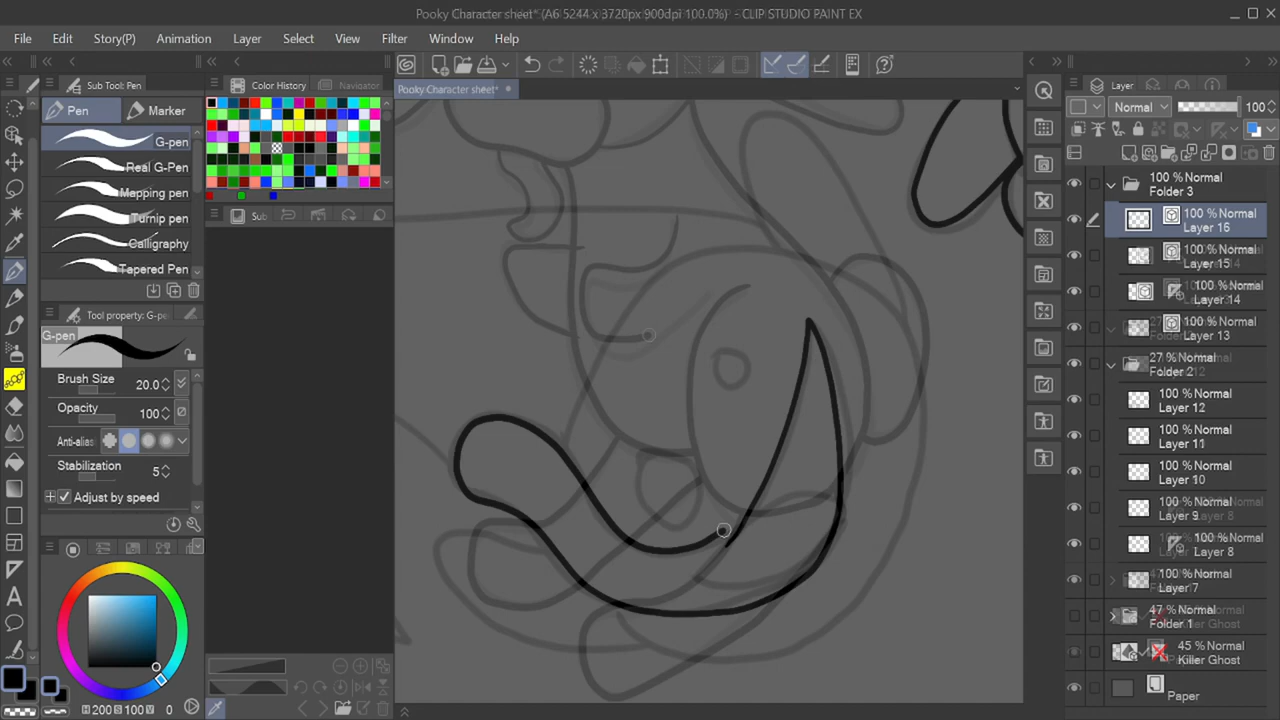 Pooky Character sheet* (A6 5244 x 3720px 900dpi 100.0%) - CLIP STUDIO PAINT EX
File Edit Story(P) Animation Layer Select View Filter Window Help
Sub Tool: Pen
Color History
Navigator
Pooky Character sheet*
Layer
Pen
Marker
Normal
100
G-pen
Real G-Pen
Mapping pen
Turnip pen
Calligraphy
Tapered Pen
Sub
Tool property: G-pe
G-pen
Brush Size 20.0
Opacity 100
Anti-alias
Stabilization 5
Adjust by speed
H 200 S 100 V 0
100 % Normal
Folder 3
100 % Normal
Layer 16
100 % Normal
Layer 15
100 % Normal
Layer 14
100 % Normal
Layer 13
27 % Normal
Folder 2
100 % Normal
Layer 12
100 % Normal
Layer 11
100 % Normal
Layer 10
100 % Normal
Layer 9
100 % Normal
Layer 8
100 % Normal
Layer 7
47 % Normal
Folder 1
45 % Normal
Killer Ghost
Paper